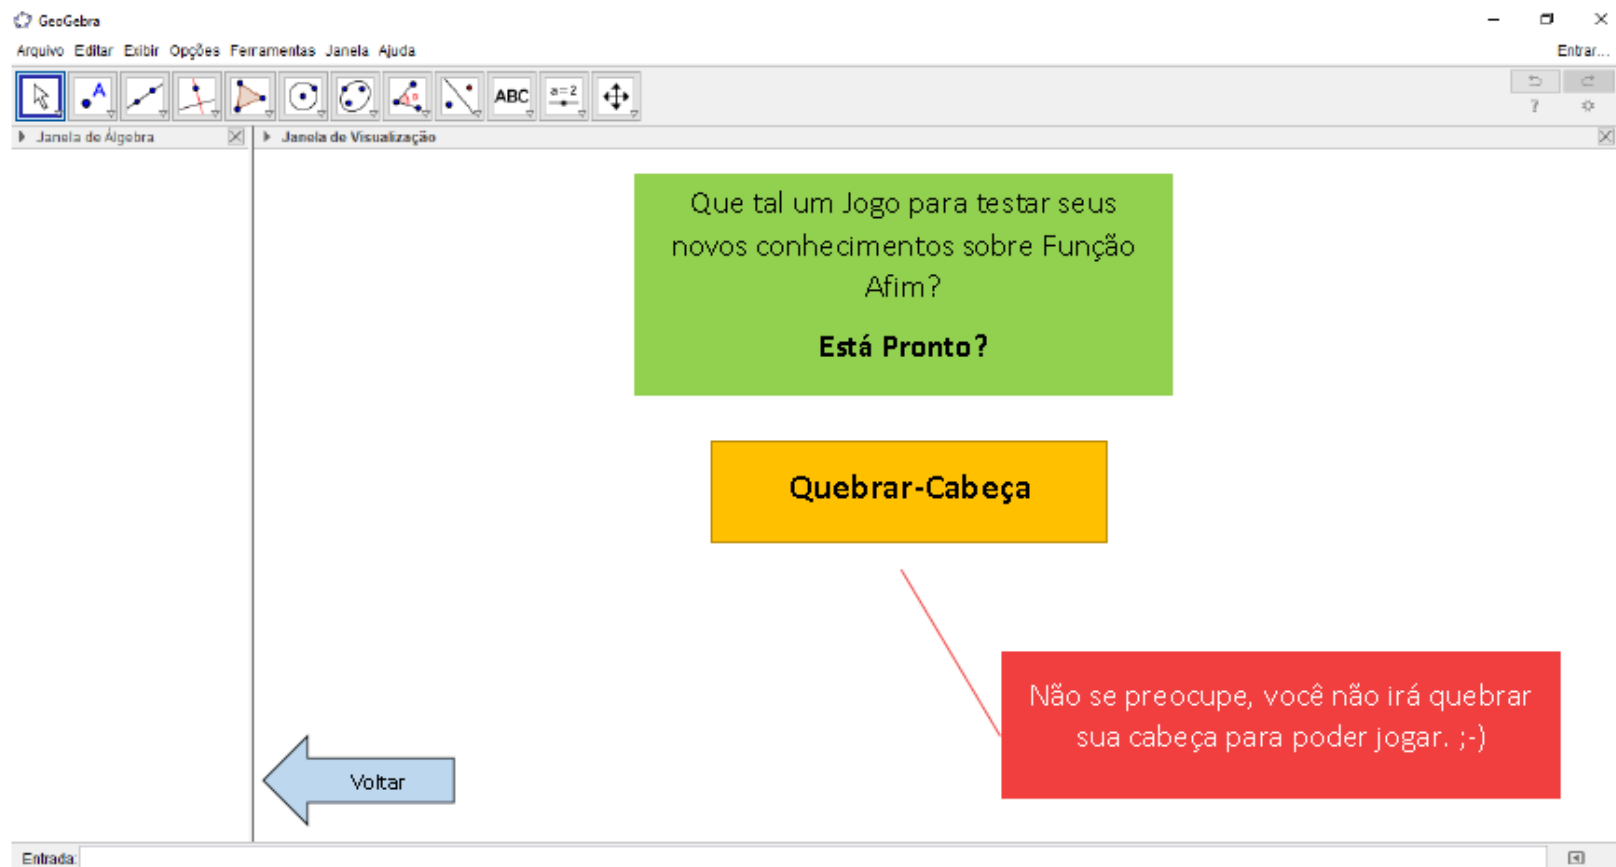 GeoGebra
Arquivo Editar Exibir Opções Ferramentas Janela Ajuda
Entrar...
A
α
ABC
a=2
?
Janela de Álgebra
Janela de Visualização
Que tal um Jogo para testar seus
novos conhecimentos sobre Função
Afim?
Está Pronto?
Quebrar-Cabeça
Não se preocupe, você não irá quebrar
sua cabeça para poder jogar. ;-)
Voltar
Entrada: